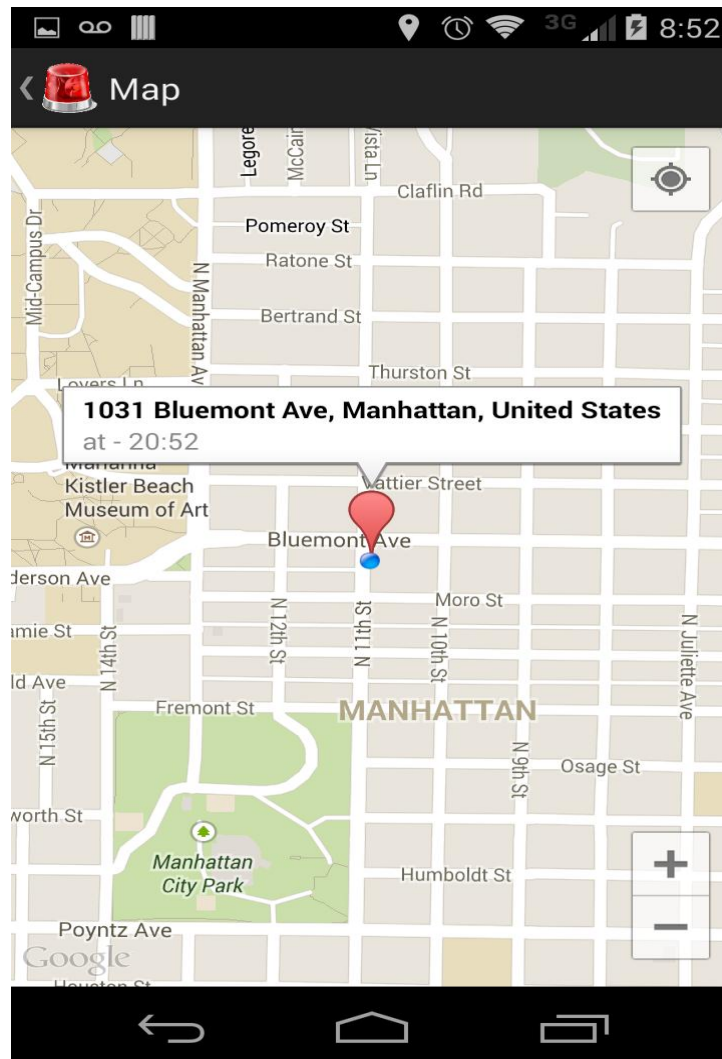 3G 8:52
Map
Legore
McCain
Vista Ln
Claflin Rd
Mid-Campus Dr
Pomeroy St
Ratone St
N Manhattan Av
Bertrand St
Thurston St
Lovers Ln
1031 Bluemont Ave, Manhattan, United States
at - 20:52
Marianna
Kistler Beach
Museum of Art
Vattier Street
Bluemont Ave
derson Ave
Moro St
amie St
N 14th St
N 12th St
N 11th St
N 10th St
N Juliette Ave
ld Ave
N 15th St
Fremont St
MANHATTAN
N 9th St
Osage St
worth St
Manhattan
City Park
Humboldt St
Poyntz Ave
Google
Houston St